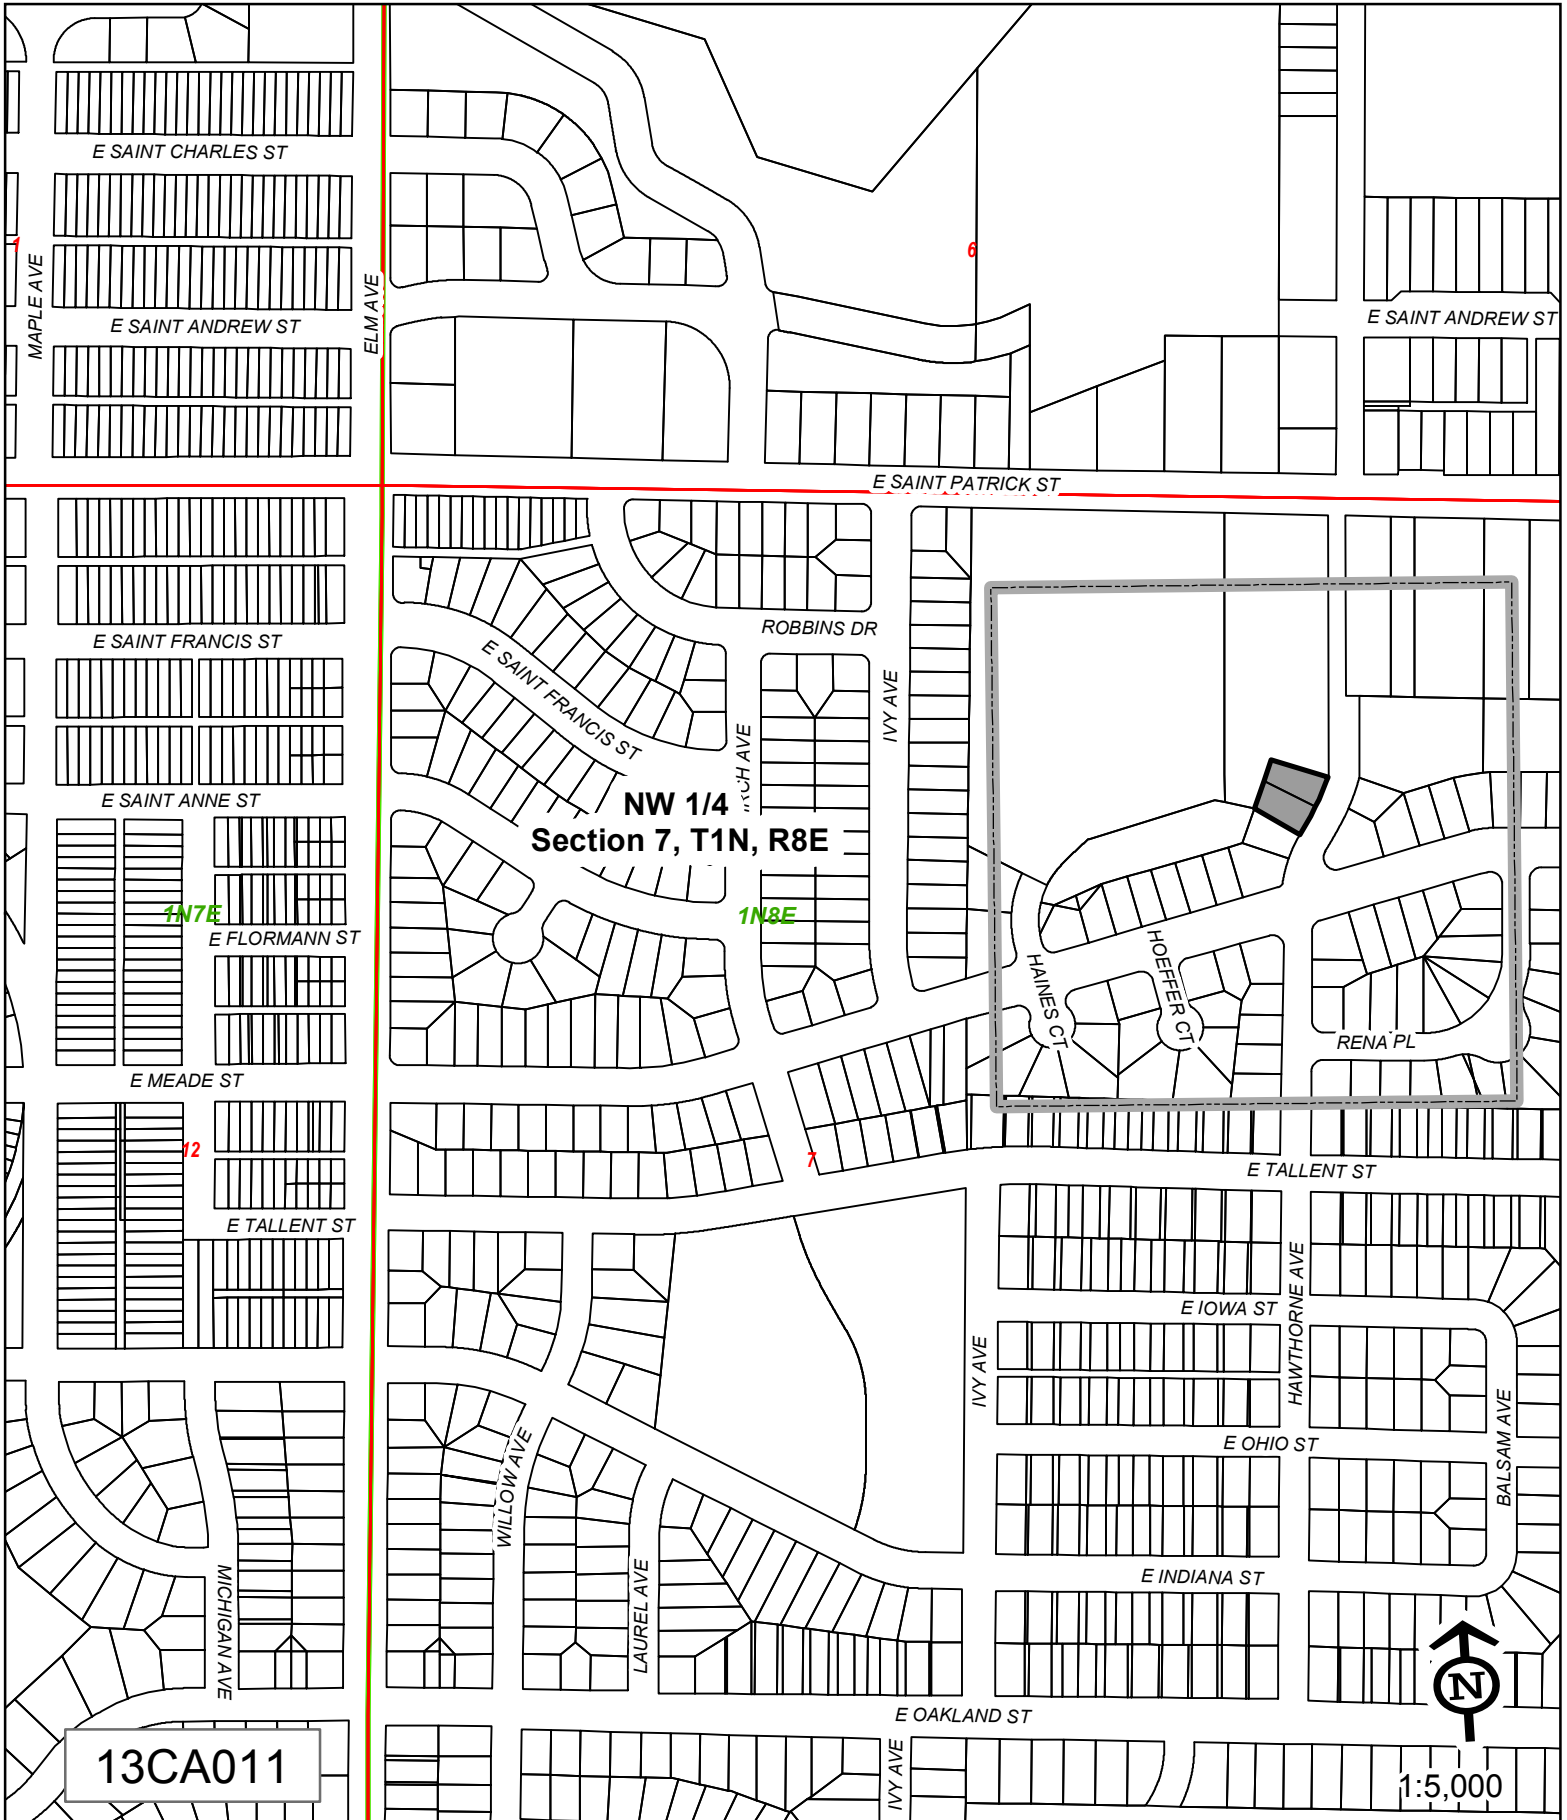 E SAINT CHARLES ST
1
6
MAPLE AVE
ELM AVE
E SAINT ANDREW ST
E SAINT ANDREW ST
E SAINT PATRICK ST
E SAINT FRANCIS ST
ROBBINS DR
E SAINT FRANCIS ST
IVY AVE
RCH AVE
E SAINT ANNE ST
NW 1/4
Section 7, T1N, R8E
1N7E
1N8E
E FLORMANN ST
HAINES CT
HOEFFER CT
RENA PL
E MEADE ST
12
7
E TALLENT ST
E TALLENT ST
HAWTHORNE AVE
E IOWA ST
IVY AVE
BALSAM AVE
E OHIO ST
WILLOW AVE
LAUREL AVE
MICHIGAN AVE
E INDIANA ST
N
E OAKLAND ST
IVY AVE
13CA011
1:5,000